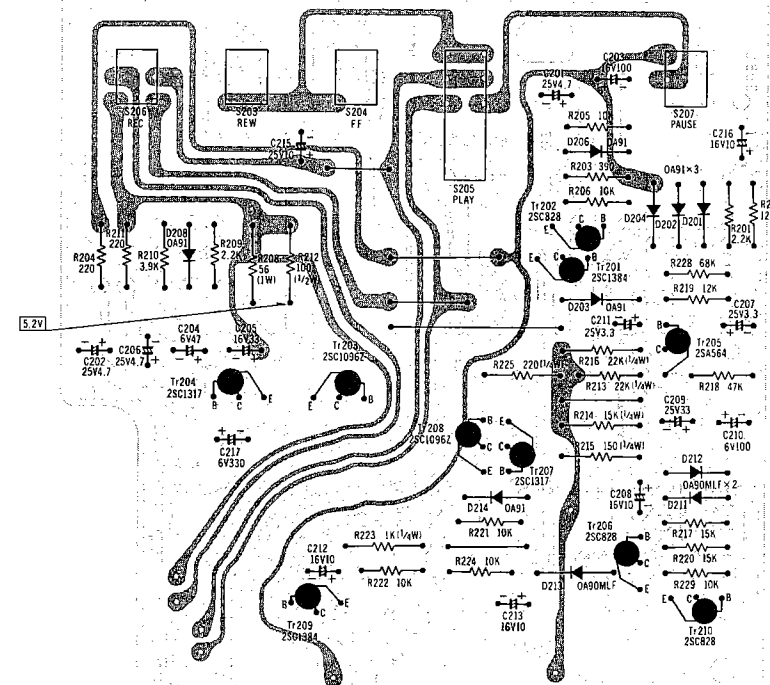 C203
16V100
C201
25V4.7
S206
REC
S203
REW
S204
FF
S207
PAUSE
R205 10K
C216
16V10
C215
25V10
D206 OA91
R203 390
OA91×3
S205
PLAY
R206 10K
Tr202
2SC828
D204
D202
D201
R201
2.2K
R204
220
R211
220
R210
3.9K
D208
OA91
R209
2.2K
R208
56
(1W)
R212
100
(1/2W)
E C B
E C B
Tr201
2SC1384
R228 68K
R219 12K
D203 OA91
C207
25V3.3
5.2V
C211
25V3.3
C202
25V4.7
C206
25V4.7
C204
6V47
C205
16V33
Tr203
2SC1096Z
Tr205
2SA564
B
C
E
R216 22K(1/4W)
R225 220(1/4W)
R213 22K(1/4W)
R218 47K
Tr204
2SC1317
B C E
E C B
C209
25V33
C210
6V100
R214 15K(1/4W)
Tr208
2SC1096Z
B
C
E
E
C
B
Tr207
2SC1317
R215 150(1/4W)
C217
6V330
D212
OA90MLF×2
D211
D214 OA91
C208
16V10
R221 10K
Tr206
2SC828
B
C
E
R217 15K
R223 1K(1/4W)
R220 15K
C212
16V10
R222 10K
R224 10K
D213 OA90MLF
R229 10K
B C E
Tr209
2SC1384
C213
16V10
E C B
Tr210
2SC828